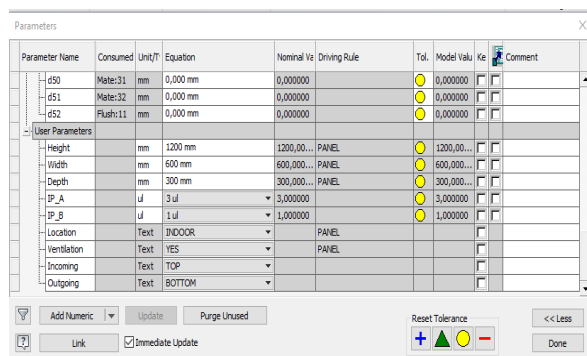 Parameters
Parameter Name Consumed Unit/T Equation Nominal Va Driving Rule Tol. Model Valu Ke Comment
d50 Mate:31 mm 0,000 mm 0,000000 0,000000
d51 Mate:32 mm 0,000 mm 0,000000 0,000000
d52 Flush:11 mm 0,000 mm 0,000000 0,000000
User Parameters
Height mm 1200 mm 1200,00... PANEL 1200,00...
Width mm 600 mm 600,000... PANEL 600,000...
Depth mm 300 mm 300,000... PANEL 300,000...
IP_A ul 3 ul 3,000000 3,000000
IP_B ul 1 ul 1,000000 1,000000
Location Text INDOOR PANEL
Ventilation Text YES PANEL
Incoming Text TOP
Outgoing Text BOTTOM
Add Numeric Update Purge Unused Reset Tolerance << Less
Link Immediate Update Done